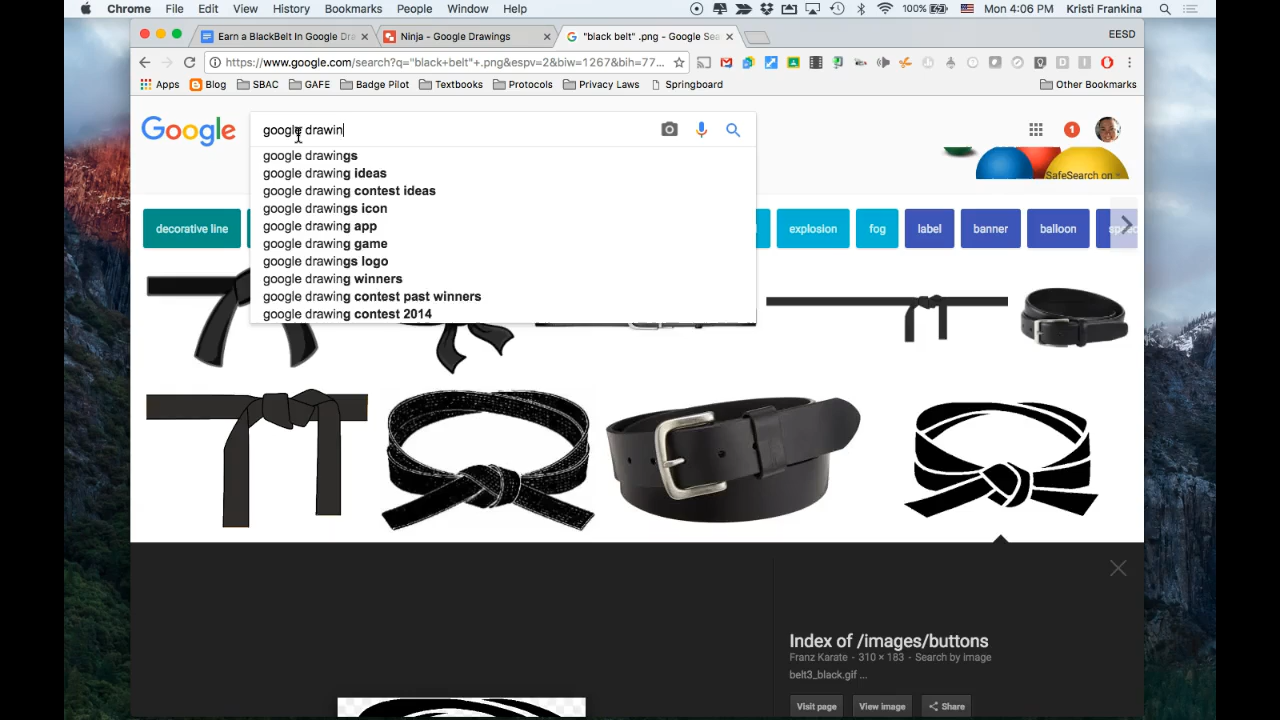 Chrome File Edit View History Bookmarks People Window Help 100% Mon 4:06 PM Kristi Frankina
Earn a BlackBelt In Google Dra Ninja - Google Drawings "black belt" .png - Google Sea EESD
https://www.google.com/search?q="black+belt"+.png&espv=2&biw=1267&bih=77...
Apps Blog SBAC GAFE Badge Pilot Textbooks Protocols Privacy Laws Springboard Other Bookmarks
Google google drawin 1
google drawings
google drawing ideas
google drawing contest ideas
google drawings icon
google drawing app
google drawing game
google drawings logo
google drawing winners
google drawing contest past winners
google drawing contest 2014
SafeSearch on
decorative line explosion fog label banner balloon
Index of /images/buttons
Franz Karate - 310 × 183 - Search by image
belt3_black.gif ...
Visit page View image Share